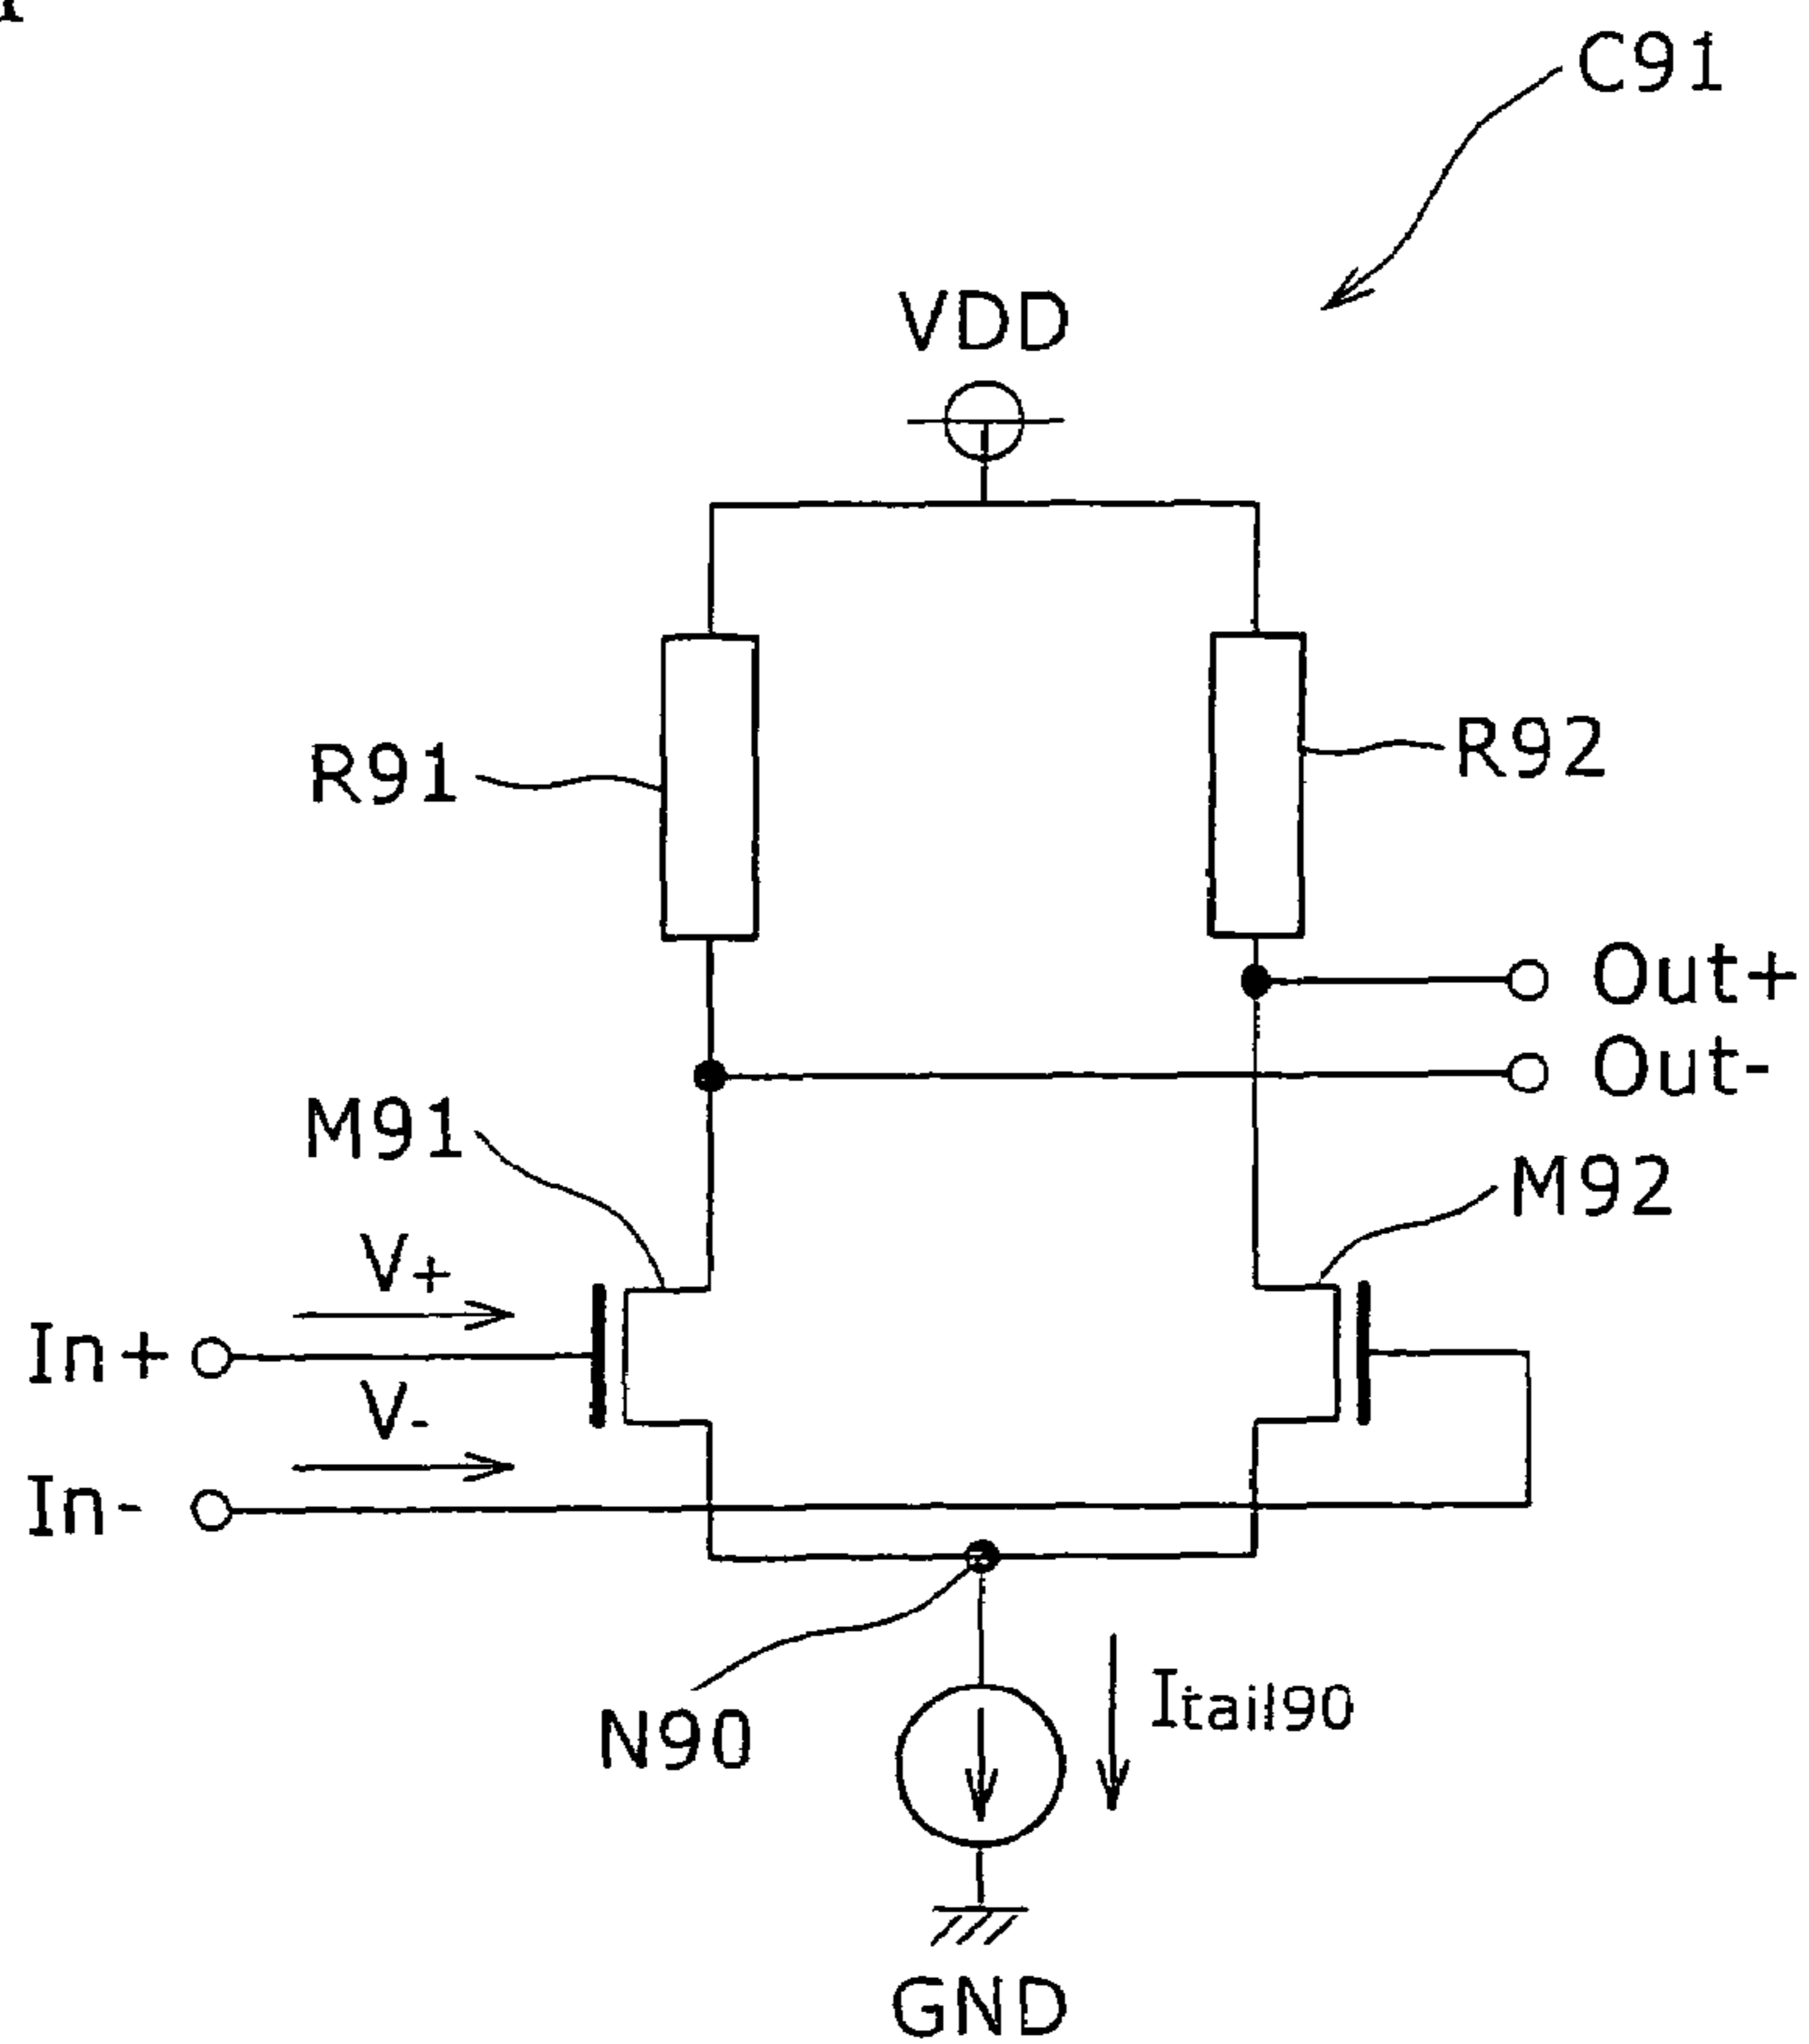 C91
VDD
R91
R92
Out+
Out-
M91
M92
V+
In+
V-
In-
N90
Itail90
GND